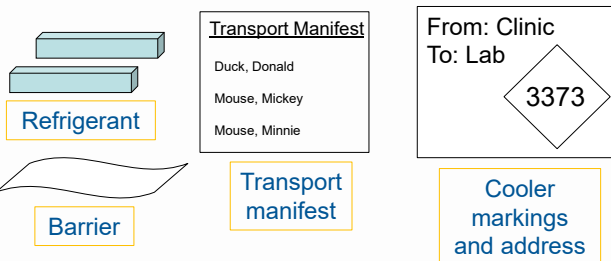 Refrigerant
Barrier
Transport Manifest
Duck, Donald
Mouse, Mickey
Mouse, Minnie
Transport
manifest
From: Clinic
To: Lab
3373
Cooler
markings
and address